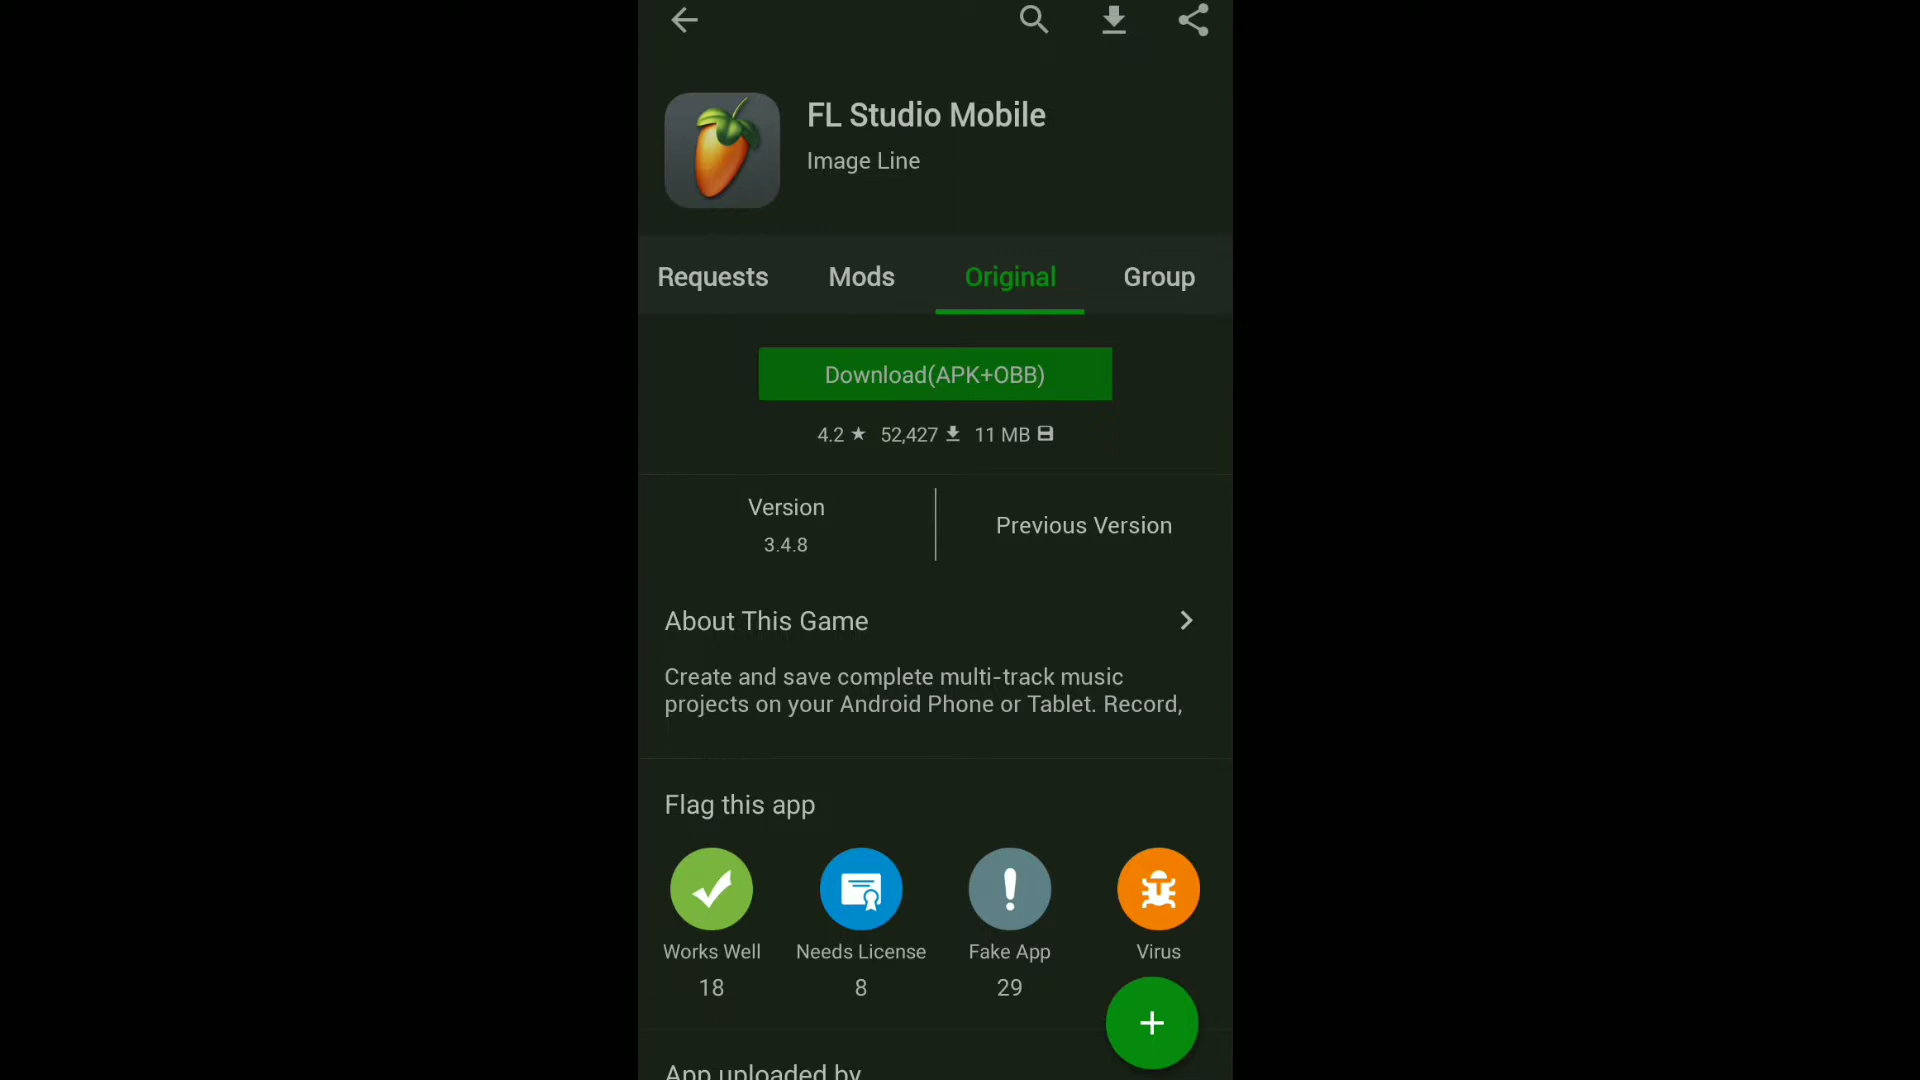 FL Studio Mobile
Image Line
Requests Mods Original Group
Download(APK+OBB)
4.2 52,427 11 MB
Version
3.4.8
Previous Version
About This Game
Create and save complete multi-track music
projects on your Android Phone or Tablet. Record,
Flag this app
Works Well Needs License Fake App Virus
18 8 29
App uploaded by